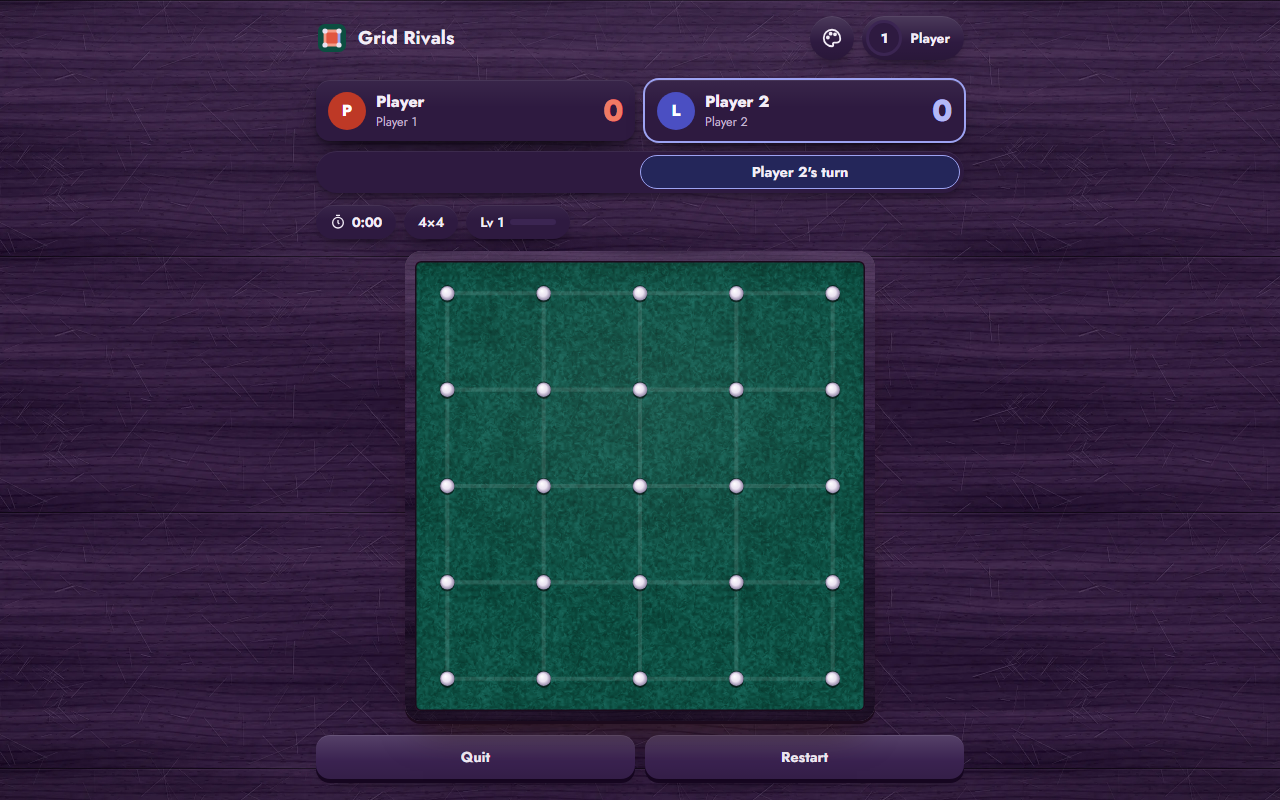 Grid Rivals
1 Player
P Player 0
Player 1
L Player 2 0
Player 2
Player 2's turn
0:00 4×4 Lv 1
Quit Restart